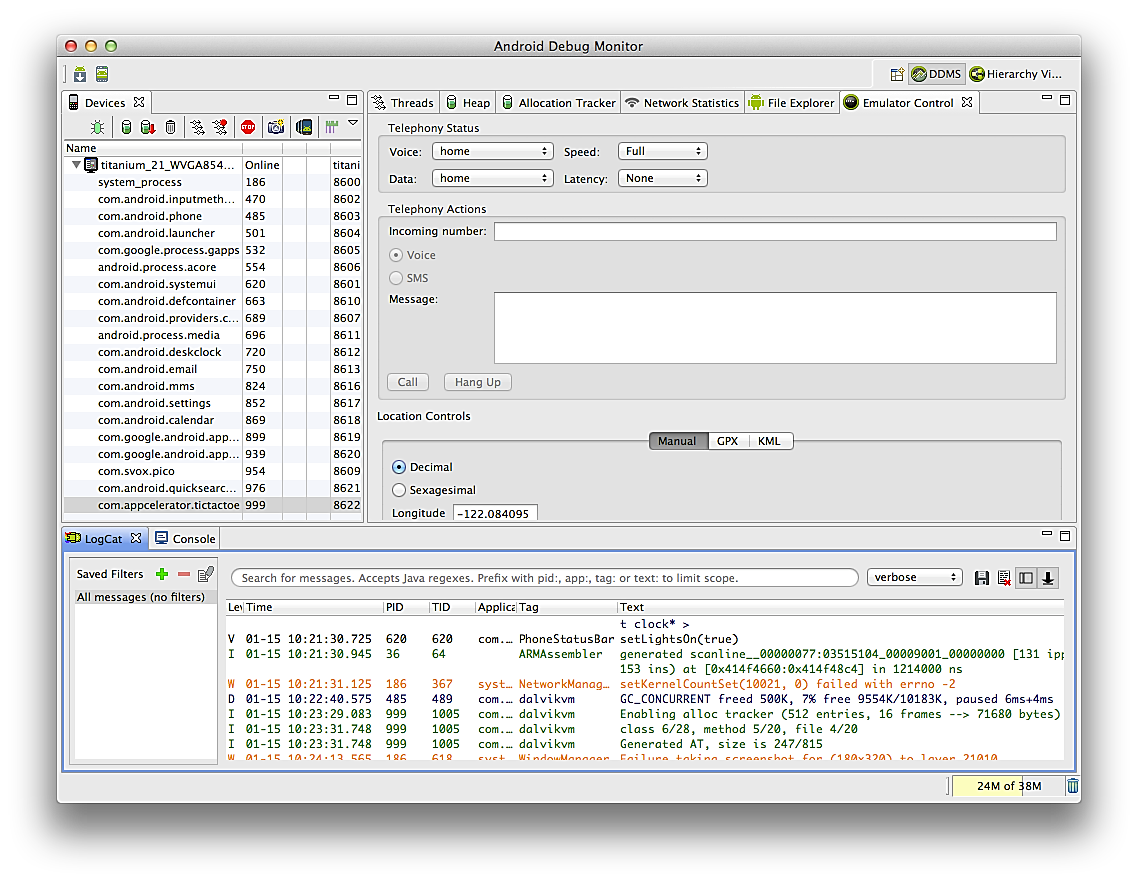 Android Debug Monitor
DDMS Hierarchy Vi...
Devices
Name
titanium_21_WVGA854... Online titani
system_process 186 8600
com.android.inputmeth... 470 8602
com.android.phone 485 8603
com.android.launcher 501 8604
com.google.process.gapps 532 8605
android.process.acore 554 8606
com.android.systemui 620 8601
com.android.defcontainer 663 8610
com.android.providers.c... 689 8607
android.process.media 696 8611
com.android.deskclock 720 8612
com.android.email 750 8613
com.android.mms 824 8616
com.android.settings 852 8617
com.android.calendar 869 8618
com.google.android.app... 899 8619
com.google.android.app... 939 8620
com.svox.pico 954 8609
com.android.quicksearc... 976 8621
com.appcelerator.tictactoe 999 8622
Threads Heap Allocation Tracker Network Statistics File Explorer Emulator Control
Telephony Status
Voice: home Speed: Full
Data: home Latency: None
Telephony Actions
Incoming number:
Voice
SMS
Message:
Call Hang Up
Location Controls
Manual GPX KML
Decimal
Sexagesimal
Longitude -122.084095
LogCat Console
Saved Filters
All messages (no filters)
Search for messages. Accepts Java regexes. Prefix with pid:, app:, tag: or text: to limit scope. verbose
Lev Time PID TID Applica Tag Text
t clock* >
V 01-15 10:21:30.725 620 620 com.... PhoneStatusBar setLightsOn(true)
I 01-15 10:21:30.945 36 64 ARMAssembler generated scanline__00000077:03515104_00009001_00000000 [131 ipp
153 ins) at [0x414f4660:0x414f48c4] in 1214000 ns
W 01-15 10:21:31.125 186 367 syst... NetworkManag... setKernelCountSet(10021, 0) failed with errno -2
D 01-15 10:22:40.575 485 489 com.... dalvikvm GC_CONCURRENT freed 500K, 7% free 9554K/10183K, paused 6ms+4ms
I 01-15 10:23:29.083 999 1005 com.... dalvikvm Enabling alloc tracker (512 entries, 16 frames --> 71680 bytes)
I 01-15 10:23:31.748 999 1005 com.... dalvikvm class 6/28, method 5/20, file 4/20
I 01-15 10:23:31.748 999 1005 com.... dalvikvm Generated AT, size is 247/815
W 01-15 10:24:13.565 186 618 syst... WindowManager Failure taking screenshot for (180x320) to layer 21010
24M of 38M